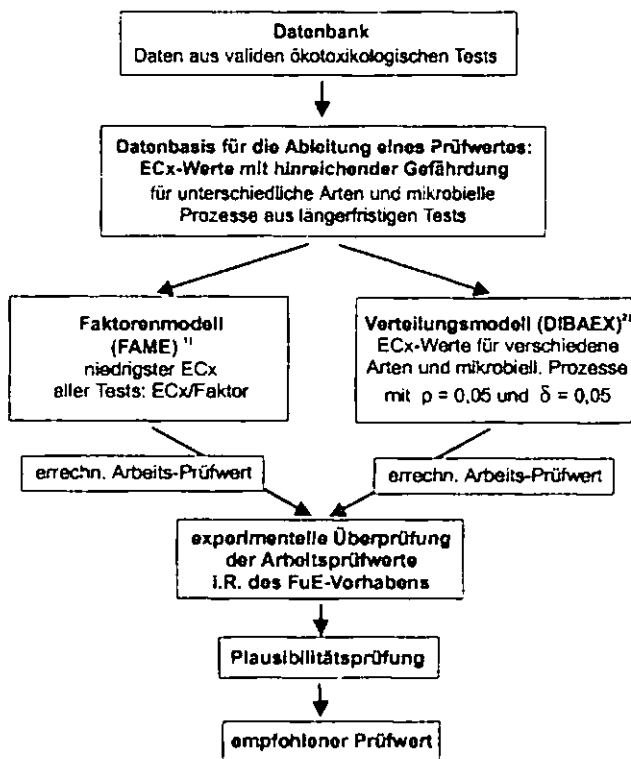 Datenbank
Daten aus validen ökotoxikologischen Tests
Datenbasis für die Ableitung eines Prüfwertes:
ECx-Werte mit hinreichender Gefährdung
für unterschiedliche Arten und mikrobielle
Prozesse aus längerfristigen Tests
Faktorenmodell
(FAME) ¹⁾
niedrigster ECx
aller Tests: ECx/Faktor
Verteilungsmodell (DIBAEX)²⁾
ECx-Werte für verschiedene
Arten und mikrobiell. Prozesse
mit p = 0,05 und δ = 0,05
errechn. Arbeits-Prüfwert
errechn. Arbeits-Prüfwert
experimentelle Überprüfung
der Arbeitsprüfwerte
i.R. des FuE-Vorhabens
Plausibilitätsprüfung
empfohlener Prüfwert